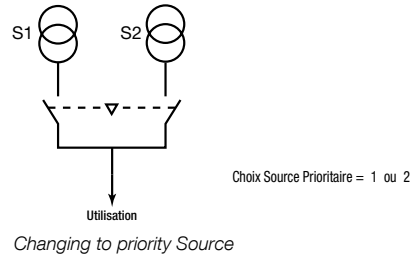 S1
S2
Choix Source Prioritaire = 1 ou 2
Utilisation
Changing to priority Source